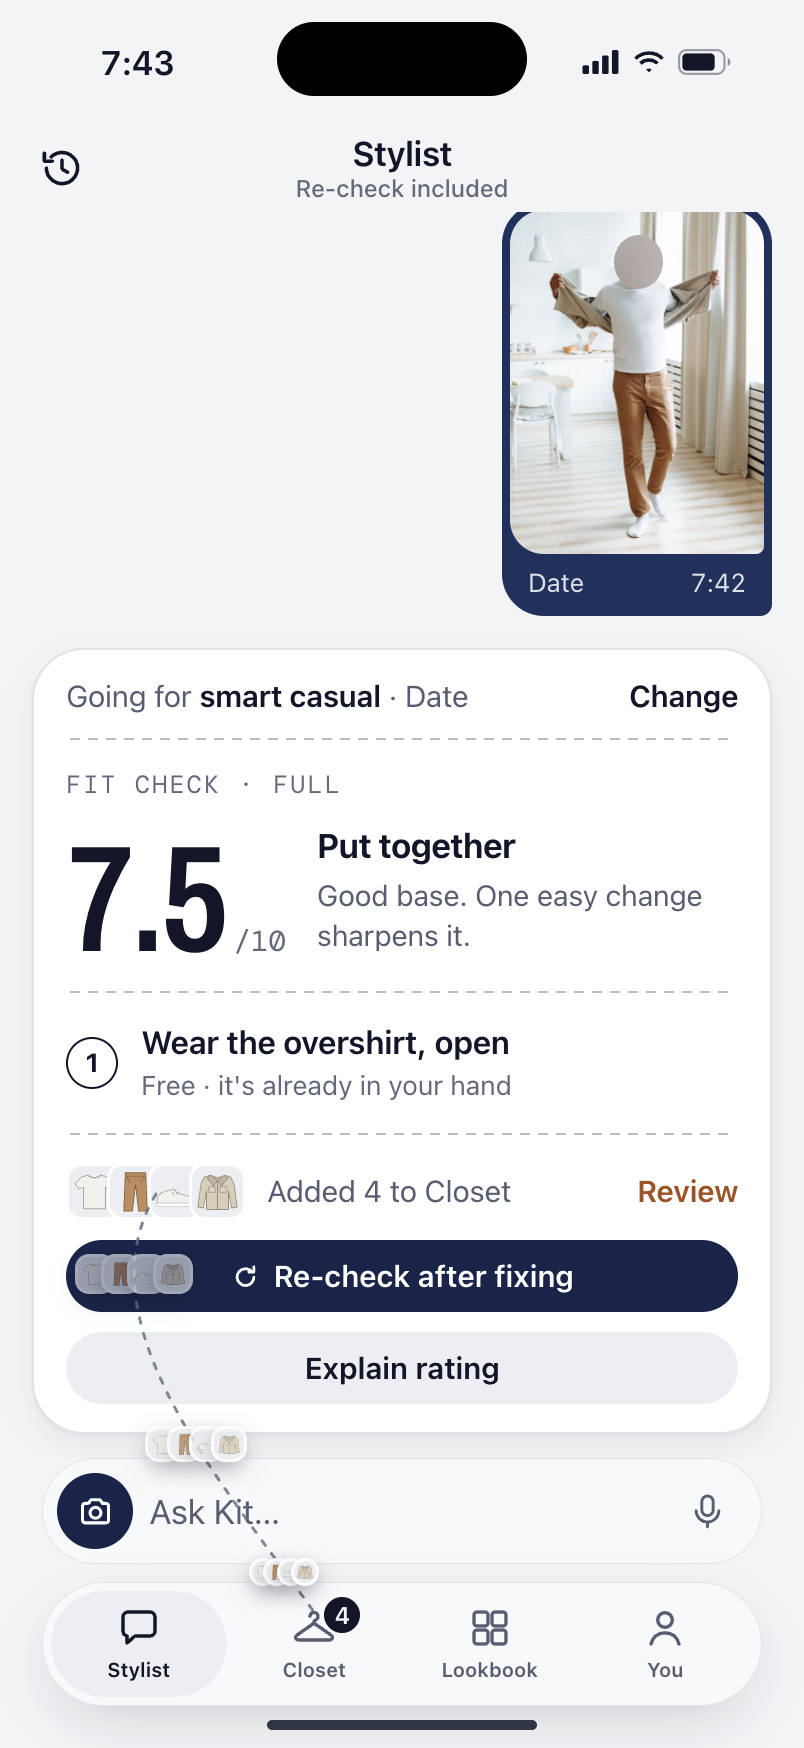 7:43
Stylist
Re-check included
Date 7:42
Going for smart casual · Date Change
FIT CHECK · FULL
7.5 /10
Put together
Good base. One easy change
sharpens it.
1
Wear the overshirt, open
Free · it's already in your hand
Added 4 to Closet Review
Re-check after fixing
Explain rating
Ask Kit...
4
Stylist Closet Lookbook You